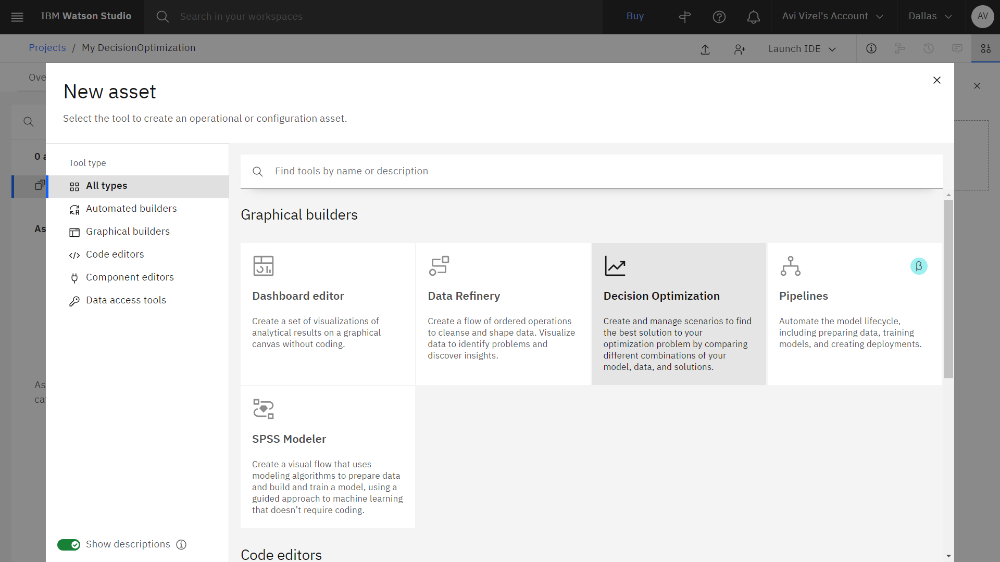 IBM Watson Studio
Search in your workspaces
Buy
Avi Vizel's Account
Dallas
AV
Projects / My DecisionOptimization
Launch IDE
Ove
New asset
Select the tool to create an operational or configuration asset.
0 a
As
As
ca
Tool type
All types
Automated builders
Graphical builders
Code editors
Component editors
Data access tools
Show descriptions
Find tools by name or description
Graphical builders
Dashboard editor
Create a set of visualizations of
analytical results on a graphical
canvas without coding.
Data Refinery
Create a flow of ordered operations
to cleanse and shape data. Visualize
data to identify problems and
discover insights.
Decision Optimization
Create and manage scenarios to find
the best solution to your
optimization problem by comparing
different combinations of your
model, data, and solutions.
β
Pipelines
Automate the model lifecycle,
including preparing data, training
models, and creating deployments.
SPSS Modeler
Create a visual flow that uses
modeling algorithms to prepare data
and build and train a model, using a
guided approach to machine learning
that doesn’t require coding.
Code editors